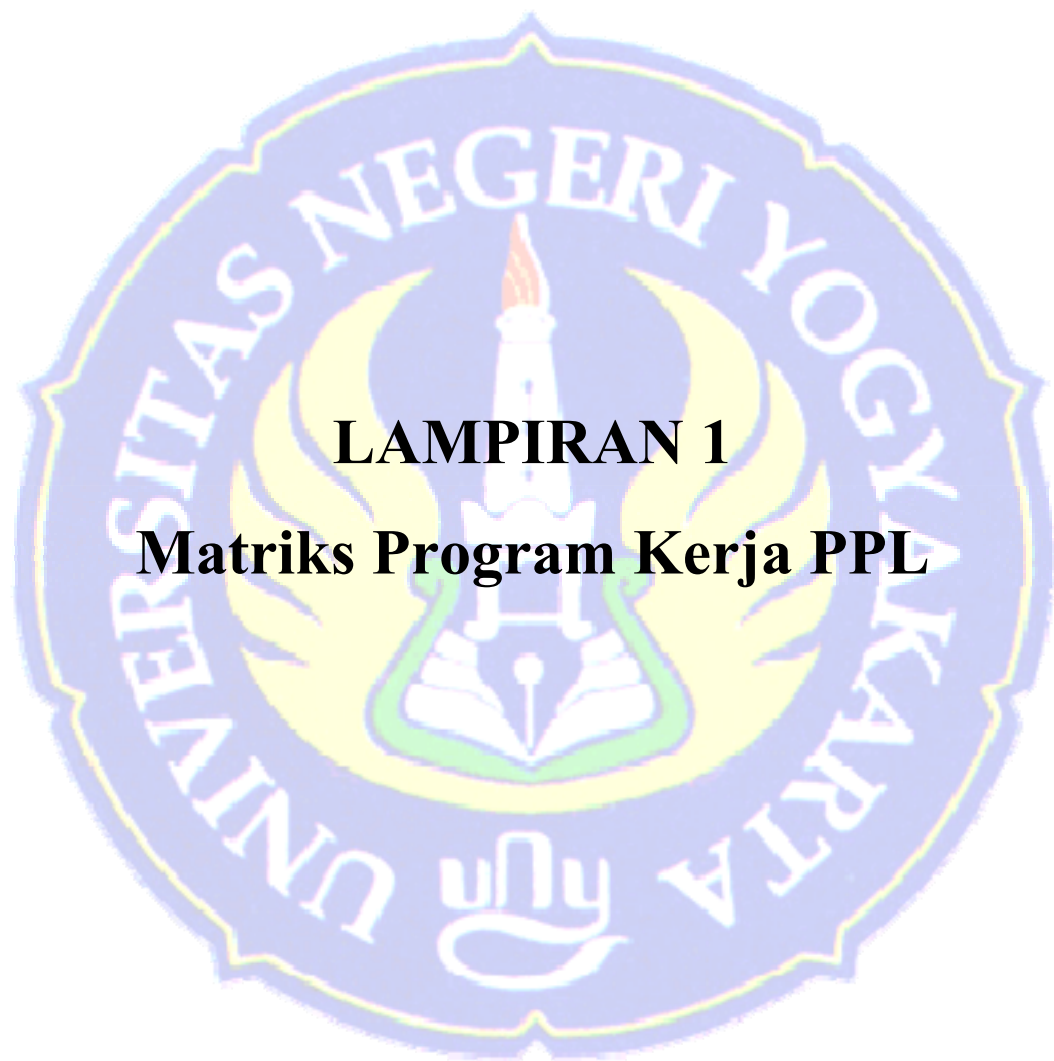 UNIVERSITAS NEGERI YOGYAKARTA
LAMPIRAN 1
Matriks Program Kerja PPL
uny